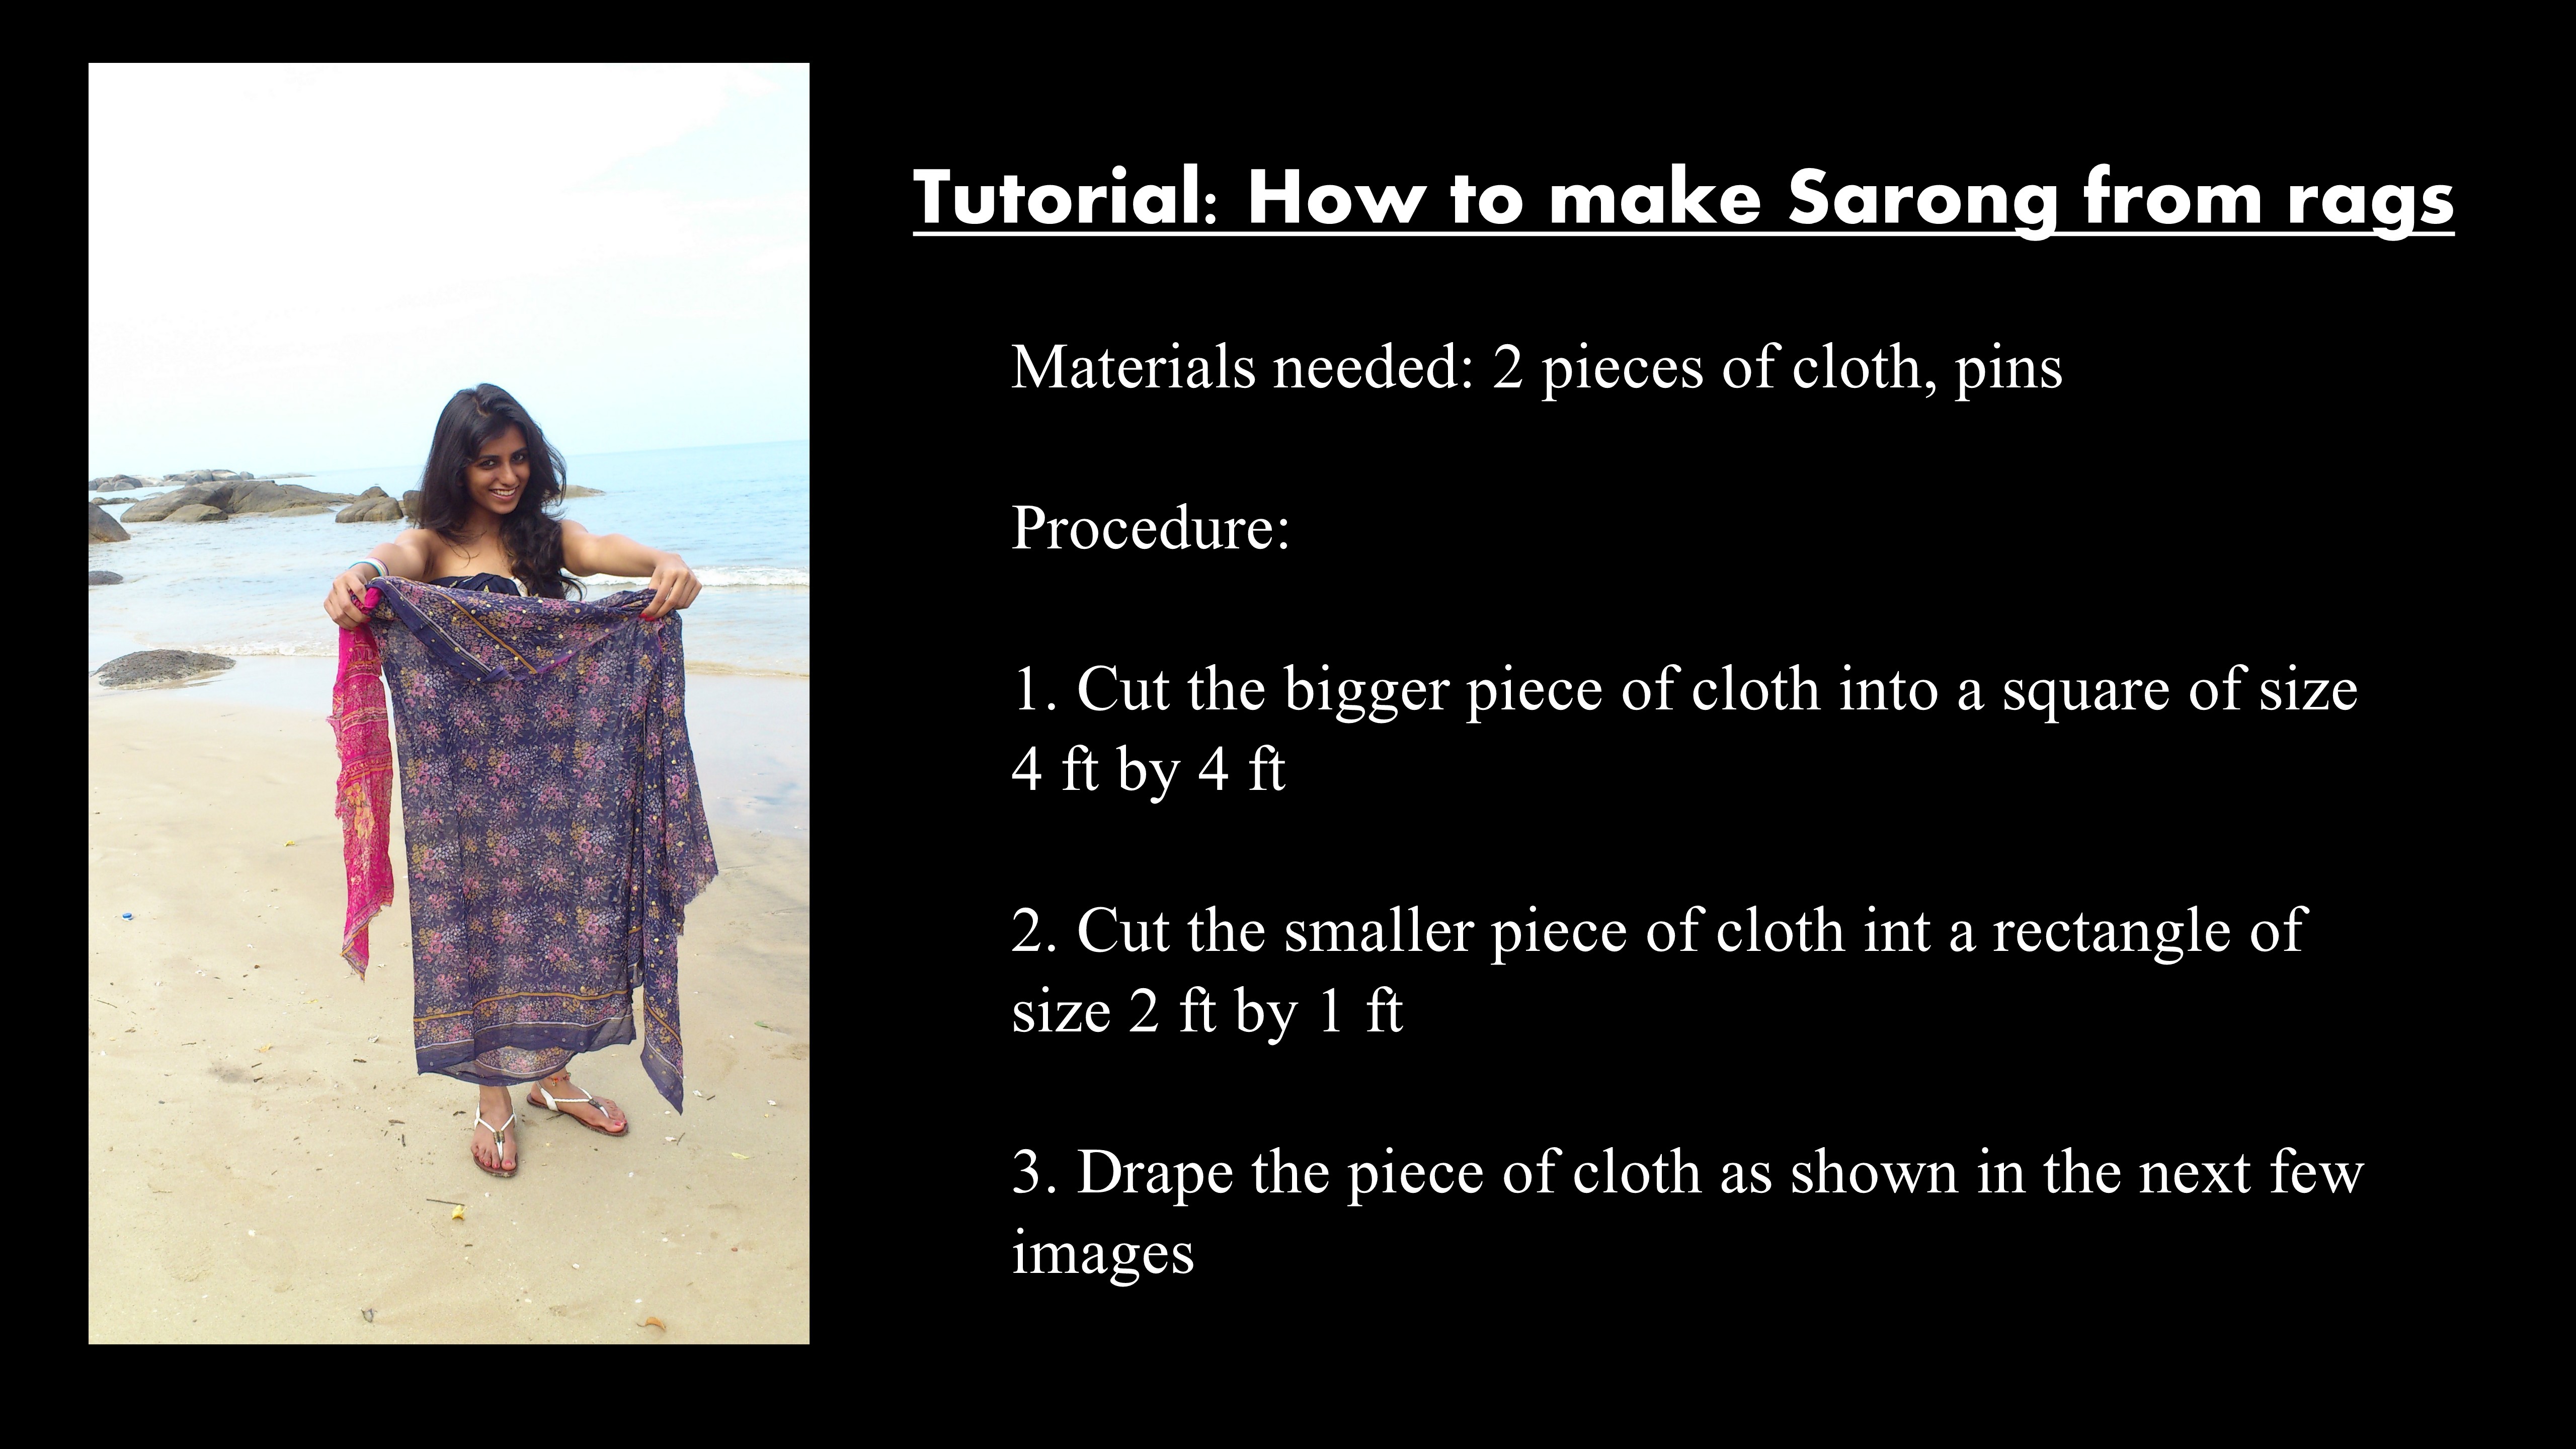 Tutorial: How to make Sarong from rags
Materials needed: 2 pieces of cloth, pins
Procedure:
1. Cut the bigger piece of cloth into a square of size
4 ft by 4 ft
2. Cut the smaller piece of cloth int a rectangle of
size 2 ft by 1 ft
3. Drape the piece of cloth as shown in the next few
images